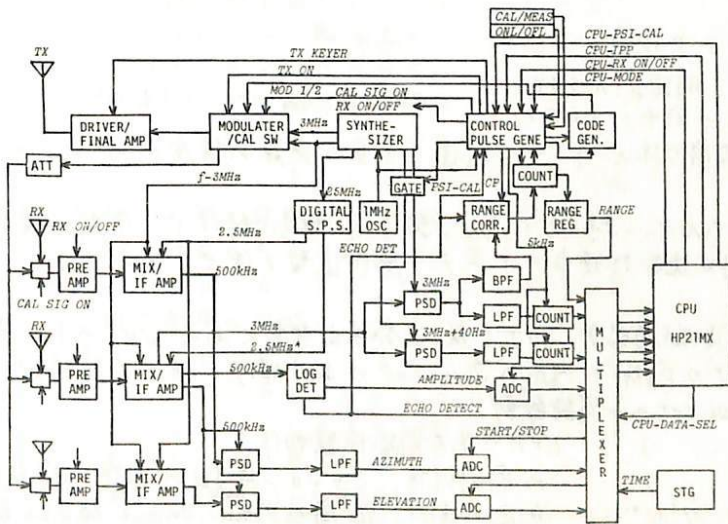 CAL/MEAS
ONL/OFL
CPU-PSI-CAL
CPU-IPP
CPU-RX ON/OFF
CPU-MODE
TX
TX KEYER
TX ON
MOD 1/2
CAL SIG ON
RX ON/OFF
3MHz
DRIVER/
FINAL AMP
MODULATER
/CAL SW
SYNTHE-
SIZER
CONTROL
PULSE GENE
CODE
GEN.
ATT
f-3MHz
25MHz
GATE
PSI-CAL
CP
COUNT
RX
RX ON/OFF
2.5MHz
DIGITAL
S.P.S.
1MHz
OSC
RANGE
CORR.
RANGE
REG
RANGE
ECHO DET
5kHz
PRE
AMP
MIX/
IF AMP
500kHz
CAL SIG ON
3MHz
PSD
BPF
LPF
COUNT
CPU
HP21MX
RX
3MHz
2.5MHz
3MHz+40Hz
PSD
LPF
COUNT
PRE
AMP
MIX/
IF AMP
500kHz
LOG
DET
AMPLITUDE
ADC
ECHO DETECT
MULTIPLEXER
CPU-DATA-SEL
500kHz
START/STOP
PRE
AMP
MIX/
IF AMP
PSD
LPF
AZIMUTH
ADC
TIME
STG
PSD
LPF
ELEVATION
ADC